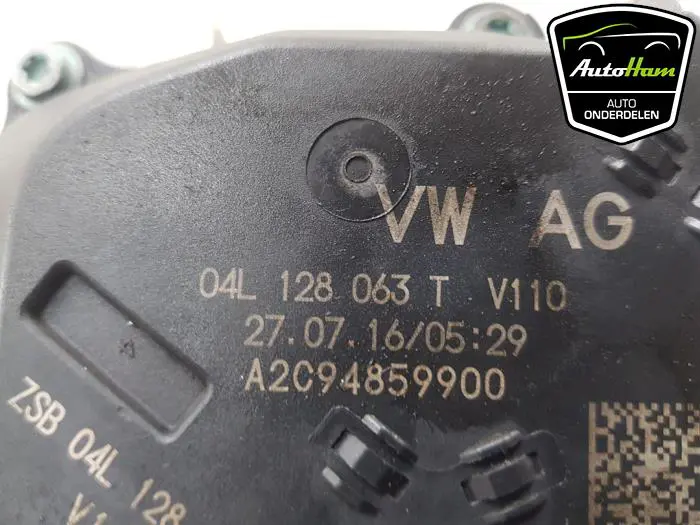 AutoHam
AUTO
ONDERDELEN
VW AG
04L 128 063 T V110
27.07.16/05:29
A2C94859900
ZSB 04L 128